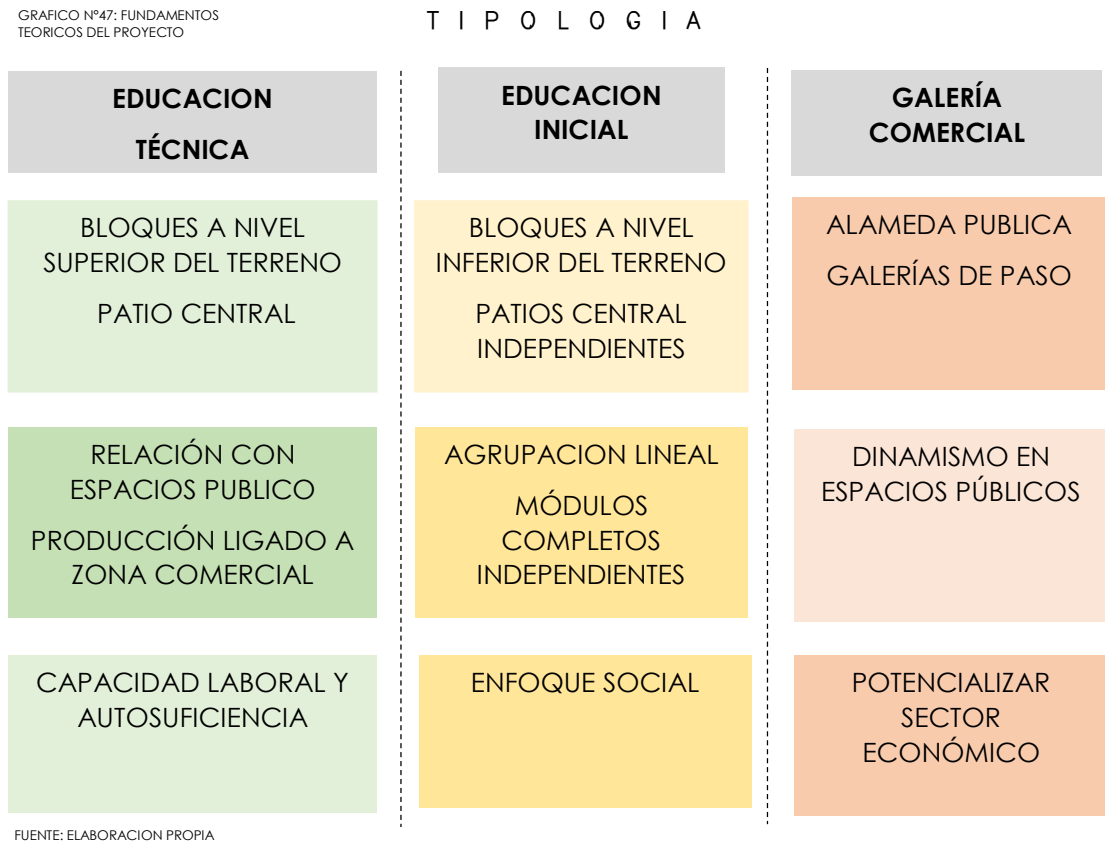 GRAFICO Nº47: FUNDAMENTOS
TEORICOS DEL PROYECTO
TIPOLOGIA
EDUCACION
TÉCNICA
BLOQUES A NIVEL
SUPERIOR DEL TERRENO
PATIO CENTRAL
RELACIÓN CON
ESPACIOS PUBLICO
PRODUCCIÓN LIGADO A
ZONA COMERCIAL
CAPACIDAD LABORAL Y
AUTOSUFICIENCIA
EDUCACION
INICIAL
BLOQUES A NIVEL
INFERIOR DEL TERRENO
PATIOS CENTRAL
INDEPENDIENTES
AGRUPACION LINEAL
MÓDULOS
COMPLETOS
INDEPENDIENTES
ENFOQUE SOCIAL
GALERÍA
COMERCIAL
ALAMEDA PUBLICA
GALERÍAS DE PASO
DINAMISMO EN
ESPACIOS PÚBLICOS
POTENCIALIZAR
SECTOR
ECONÓMICO
FUENTE: ELABORACION PROPIA